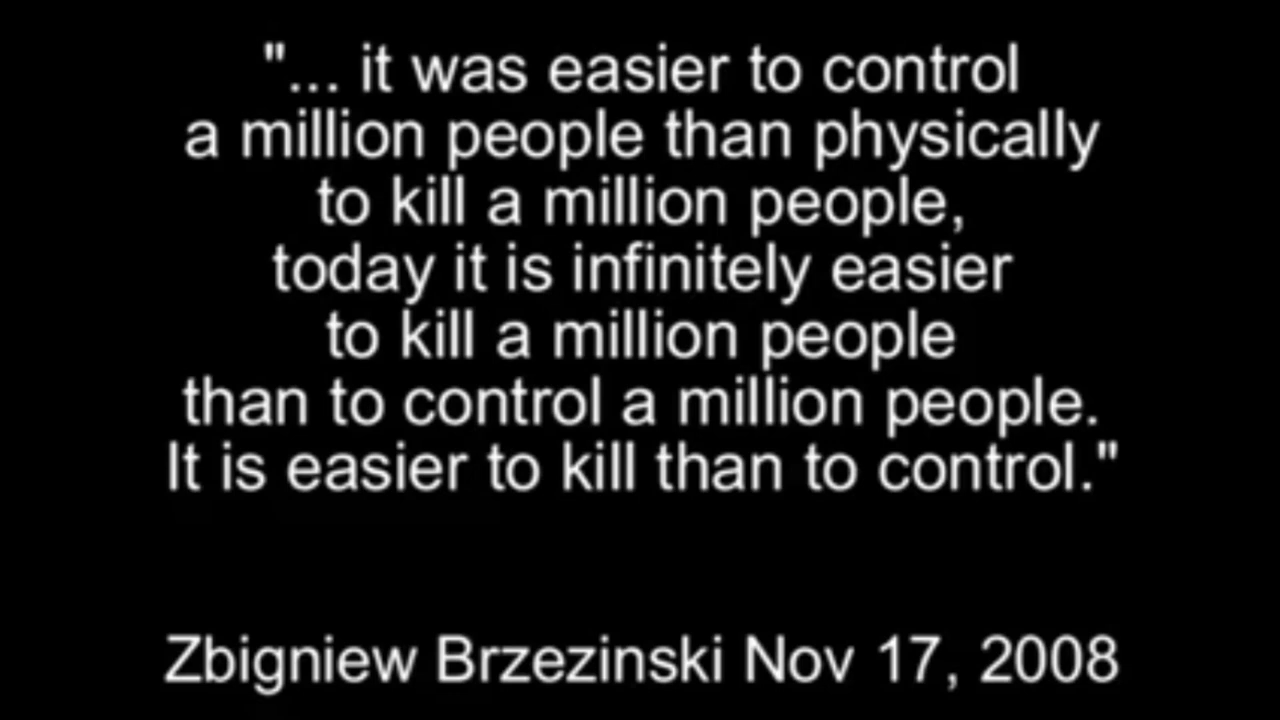 "... it was easier to control
a million people than physically
to kill a million people,
today it is infinitely easier
to kill a million people
than to control a million people.
It is easier to kill than to control."
Zbigniew Brzezinski Nov 17, 2008